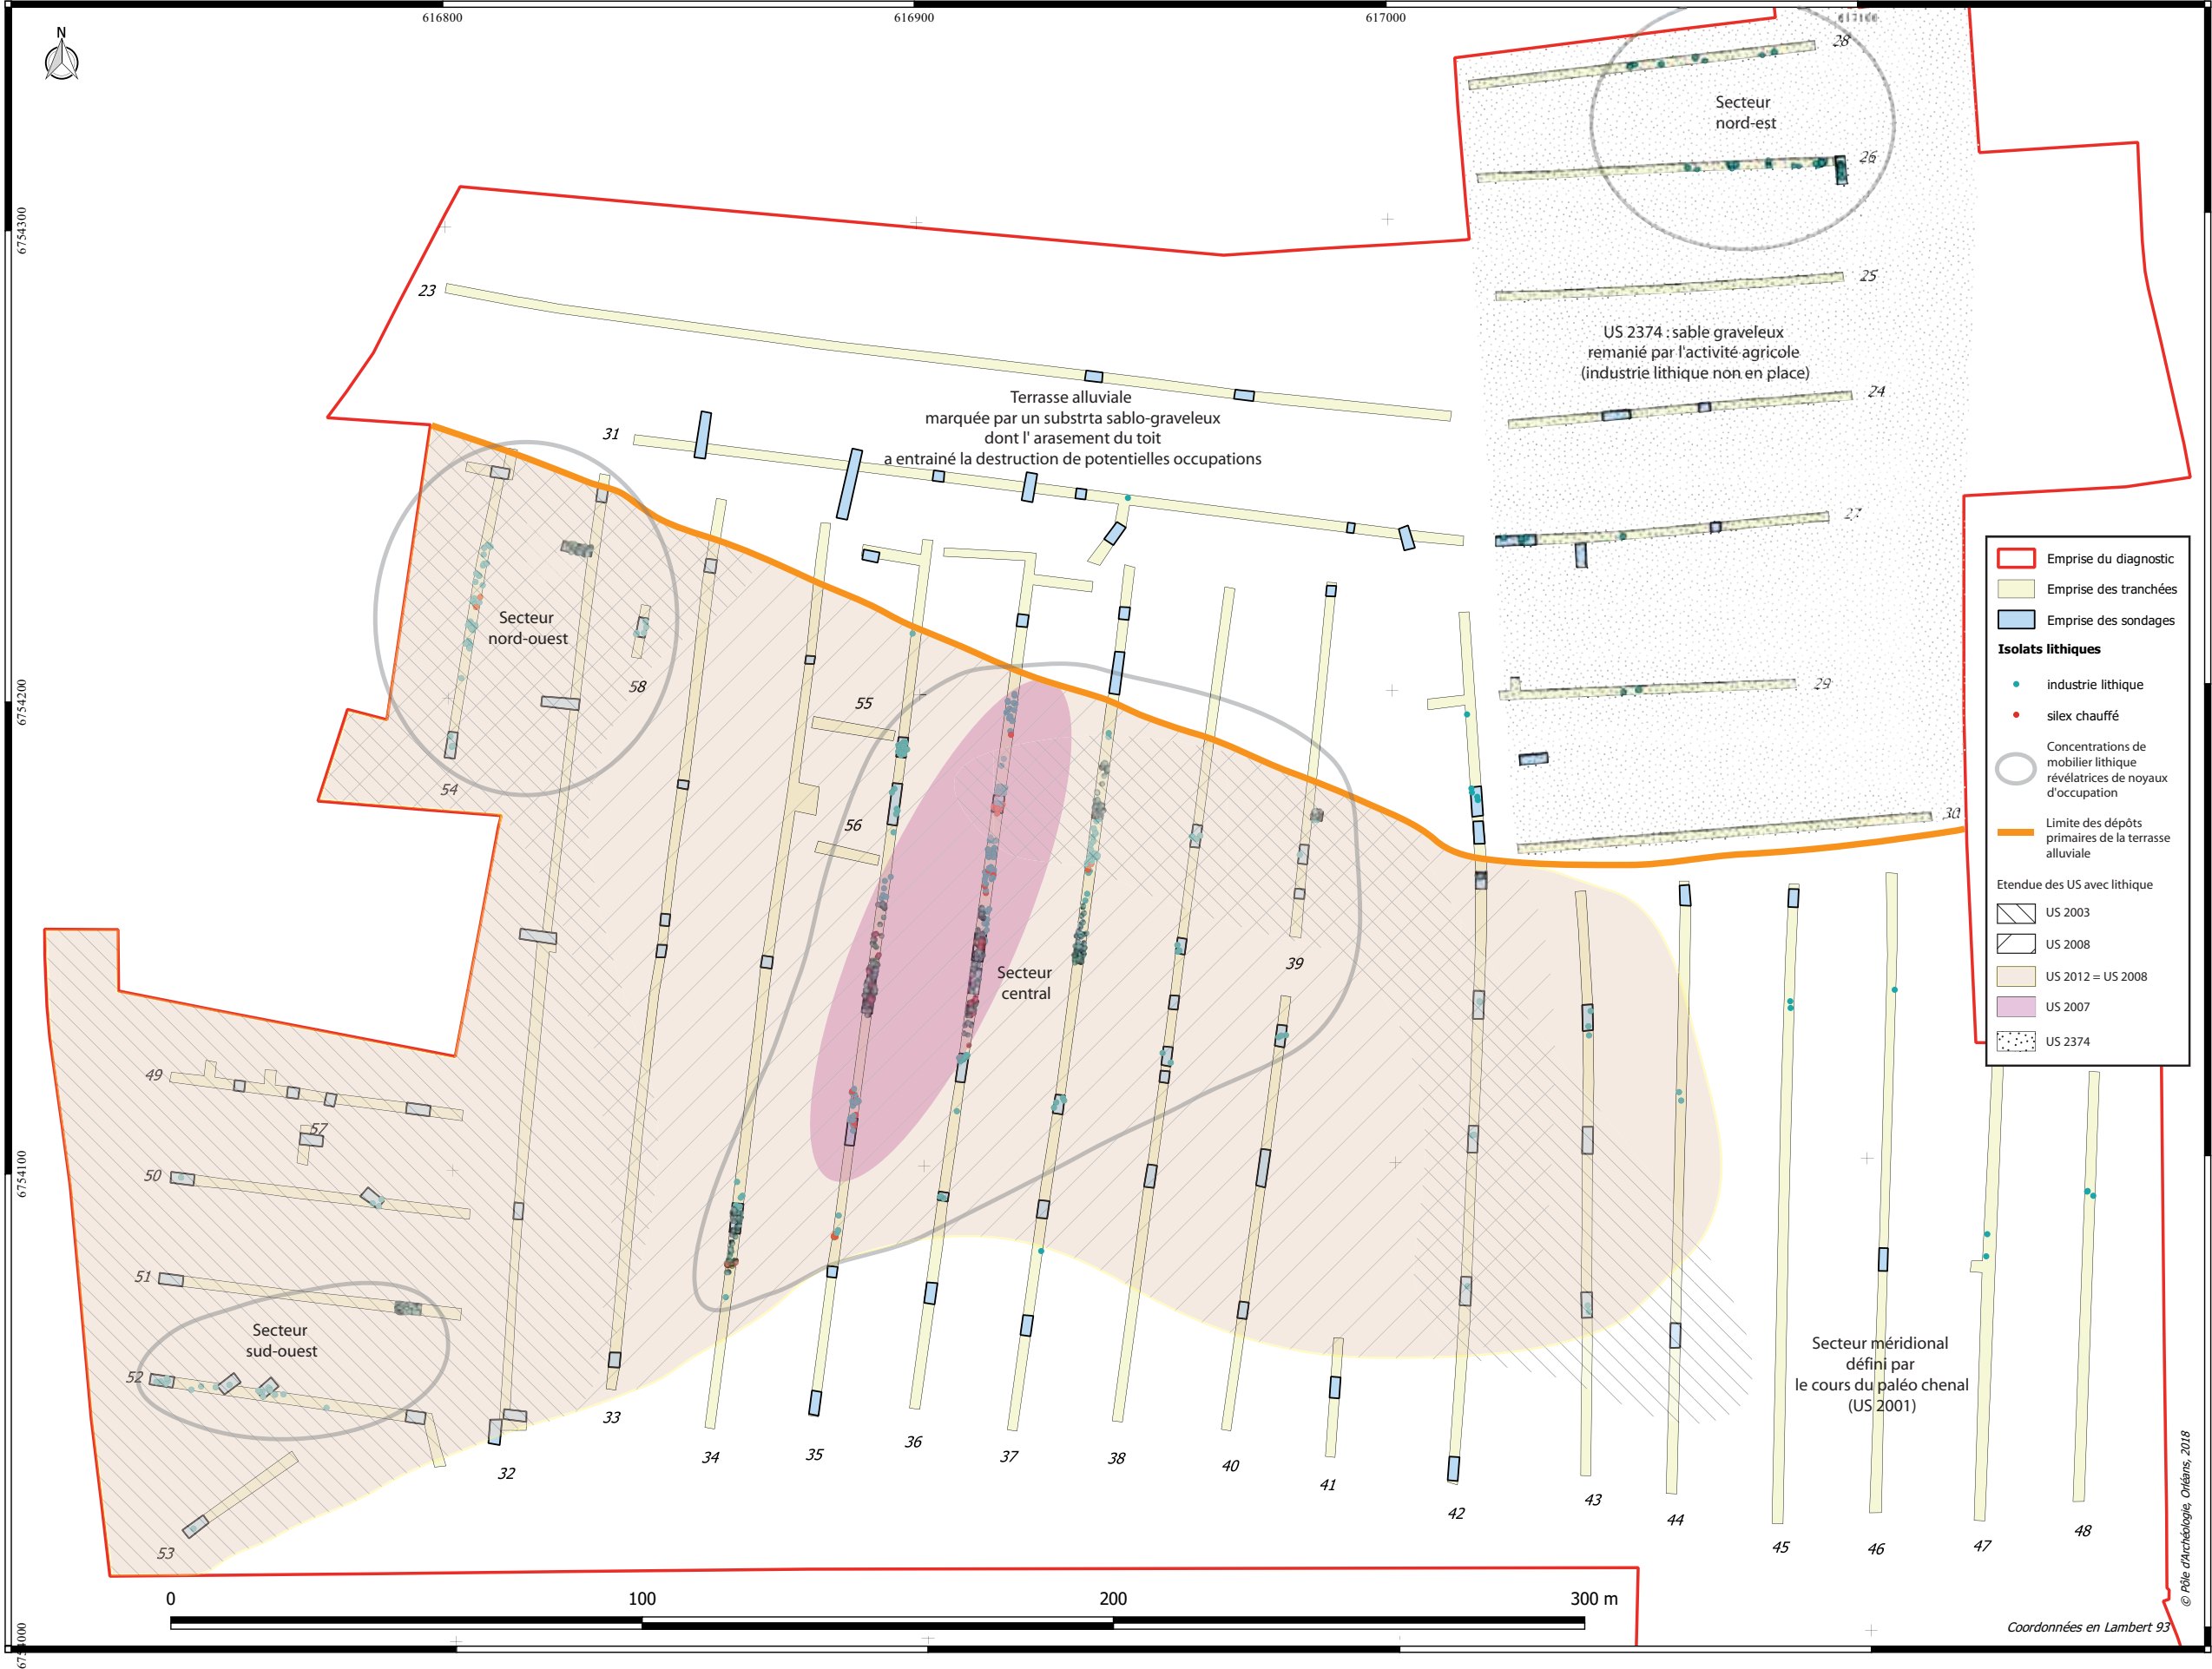 616800
616900
617000
617100
N
28
Secteur
nord-est
26
6754300
23
25
US 2374 : sable graveleux
remanié par l'activité agricole
(industrie lithique non en place)
24
Terrasse alluviale
marquée par un substrta sablo-graveleux
dont l' arasement du toit
a entrainé la destruction de potentielles occupations
31
27
Secteur
nord-ouest
58
29
6754200
55
54
56
30
39
Secteur
central
49
57
50
6754100
51
Secteur
sud-ouest
52
53
32
33
34
35
36
37
38
40
41
42
43
44
45
46
47
48
Secteur méridional
défini par
le cours du paléo chenal
(US 2001)
Emprise du diagnostic
Emprise des tranchées
Emprise des sondages
Isolats lithiques
industrie lithique
silex chauffé
Concentrations de
mobilier lithique
révélatrices de noyaux
d'occupation
Limite des dépôts
primaires de la terrasse
alluviale
Etendue des US avec lithique
US 2003
US 2008
US 2012 = US 2008
US 2007
US 2374
0 100 200 300 m
6754000
© Pôle d'Archéologie, Orléans, 2018
Coordonnées en Lambert 93